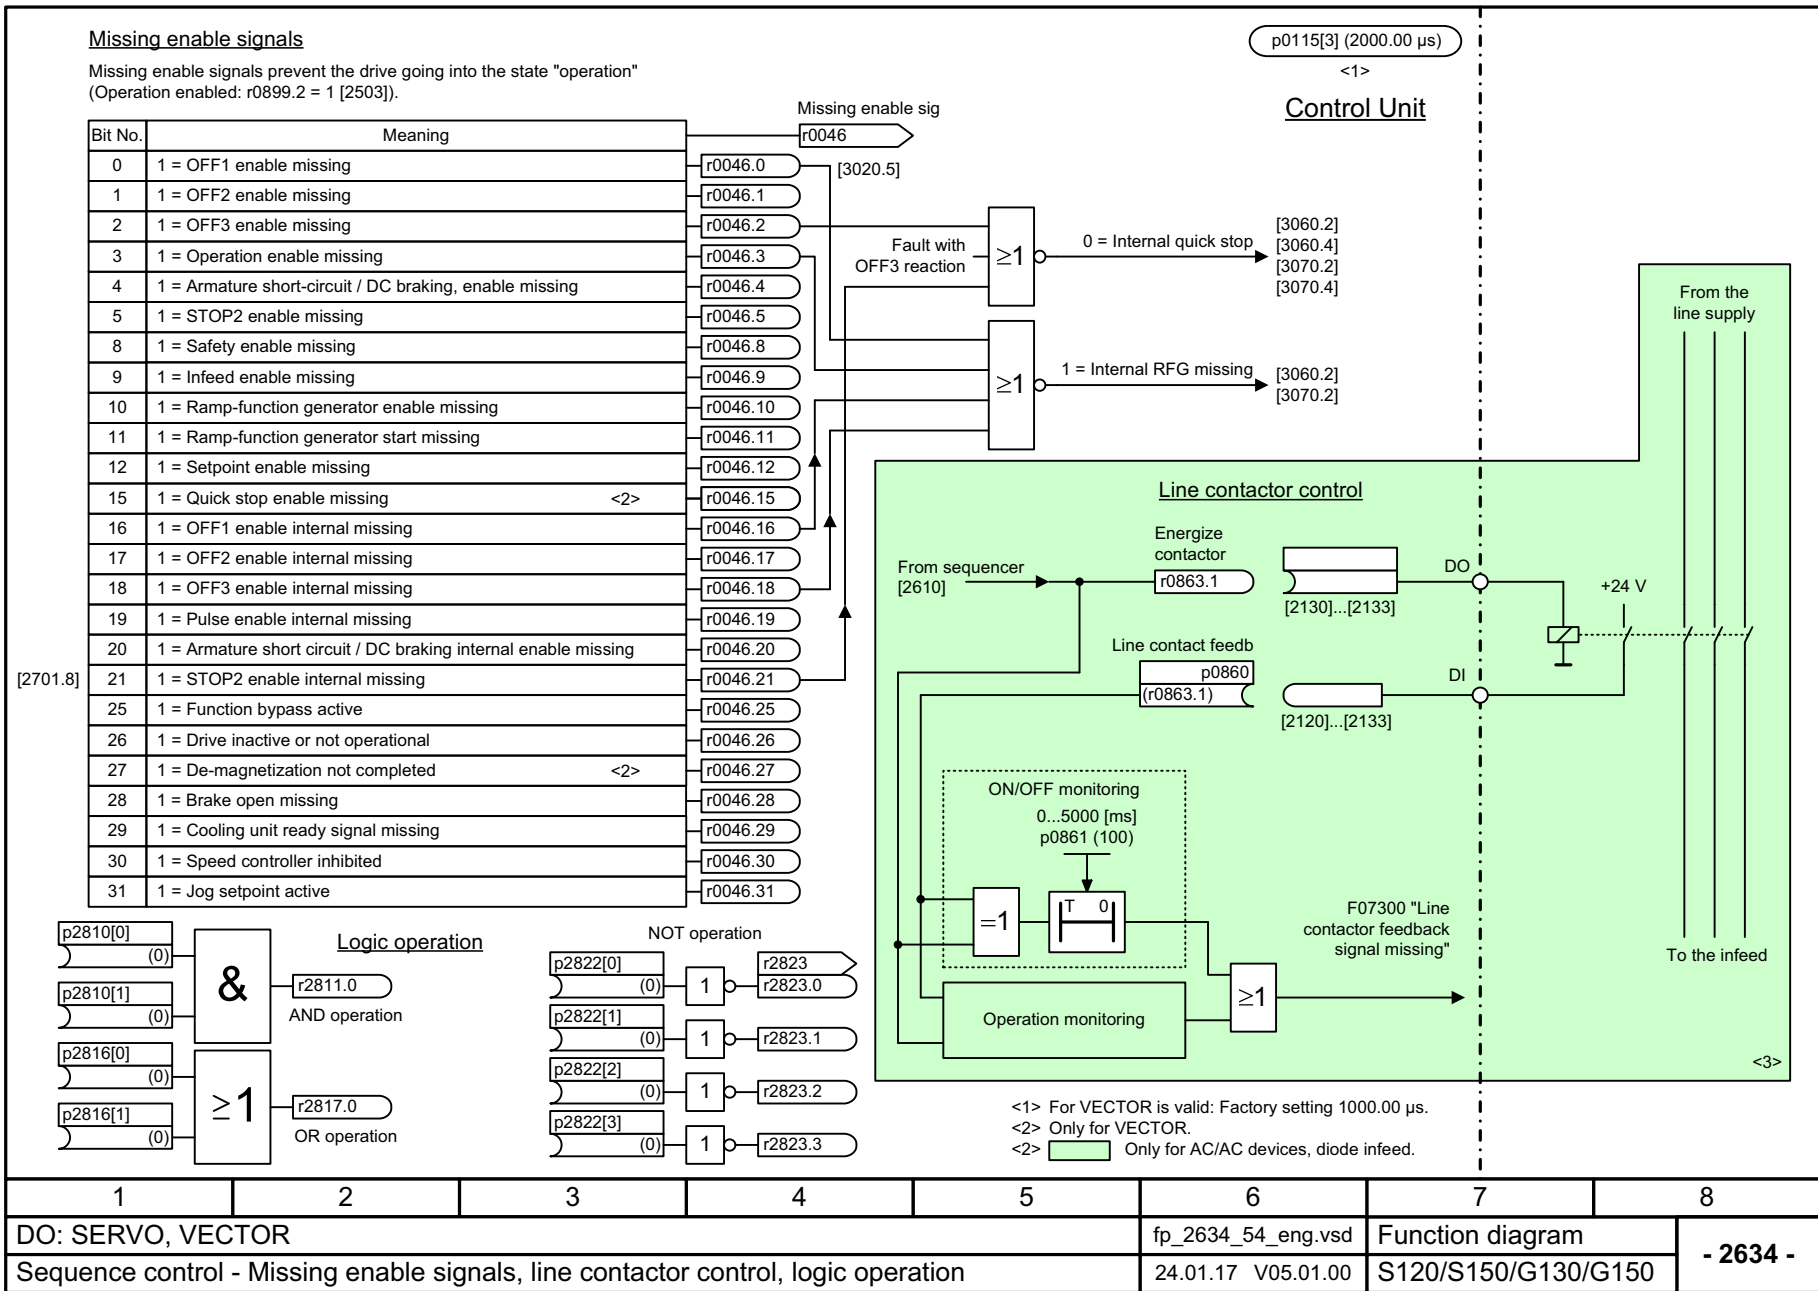 Missing enable signals
Missing enable signals prevent the drive going into the state "operation"
(Operation enabled: r0899.2 = 1 [2503]).
p0115[3] (2000.00 µs)
<1>
Control Unit
Missing enable sig
r0046
Bit No. Meaning
0 1 = OFF1 enable missing r0046.0 [3020.5]
1 1 = OFF2 enable missing r0046.1
2 1 = OFF3 enable missing r0046.2
3 1 = Operation enable missing r0046.3
4 1 = Armature short-circuit / DC braking, enable missing r0046.4
5 1 = STOP2 enable missing r0046.5
8 1 = Safety enable missing r0046.8
9 1 = Infeed enable missing r0046.9
10 1 = Ramp-function generator enable missing r0046.10
11 1 = Ramp-function generator start missing r0046.11
12 1 = Setpoint enable missing r0046.12
15 1 = Quick stop enable missing <2> r0046.15
16 1 = OFF1 enable internal missing r0046.16
17 1 = OFF2 enable internal missing r0046.17
18 1 = OFF3 enable internal missing r0046.18
19 1 = Pulse enable internal missing r0046.19
20 1 = Armature short circuit / DC braking internal enable missing r0046.20
[2701.8] 21 1 = STOP2 enable internal missing r0046.21
25 1 = Function bypass active r0046.25
26 1 = Drive inactive or not operational r0046.26
27 1 = De-magnetization not completed <2> r0046.27
28 1 = Brake open missing r0046.28
29 1 = Cooling unit ready signal missing r0046.29
30 1 = Speed controller inhibited r0046.30
31 1 = Jog setpoint active r0046.31
Fault with
OFF3 reaction
≥1
0 = Internal quick stop
[3060.2]
[3060.4]
[3070.2]
[3070.4]
≥1
1 = Internal RFG missing
[3060.2]
[3070.2]
From the
line supply
Line contactor control
Energize
contactor
From sequencer
[2610]
r0863.1
[2130]...[2133]
DO
+24 V
Line contact feedb
p0860
(r0863.1)
[2120]...[2133]
DI
ON/OFF monitoring
0...5000 [ms]
p0861 (100)
=1
T 0
F07300 "Line
contactor feedback
signal missing"
To the infeed
Operation monitoring
≥1
<3>
p2810[0]
(0)
p2810[1]
(0)
&
r2811.0
AND operation
Logic operation
p2816[0]
(0)
p2816[1]
(0)
≥1
r2817.0
OR operation
NOT operation
p2822[0]
(0)
1
r2823
r2823.0
p2822[1]
(0)
1
r2823.1
p2822[2]
(0)
1
r2823.2
p2822[3]
(0)
1
r2823.3
<1> For VECTOR is valid: Factory setting 1000.00 µs.
<2> Only for VECTOR.
<2> Only for AC/AC devices, diode infeed.
1 2 3 4 5 6 7 8
DO: SERVO, VECTOR
fp_2634_54_eng.vsd
Function diagram
- 2634 -
Sequence control - Missing enable signals, line contactor control, logic operation
24.01.17 V05.01.00
S120/S150/G130/G150